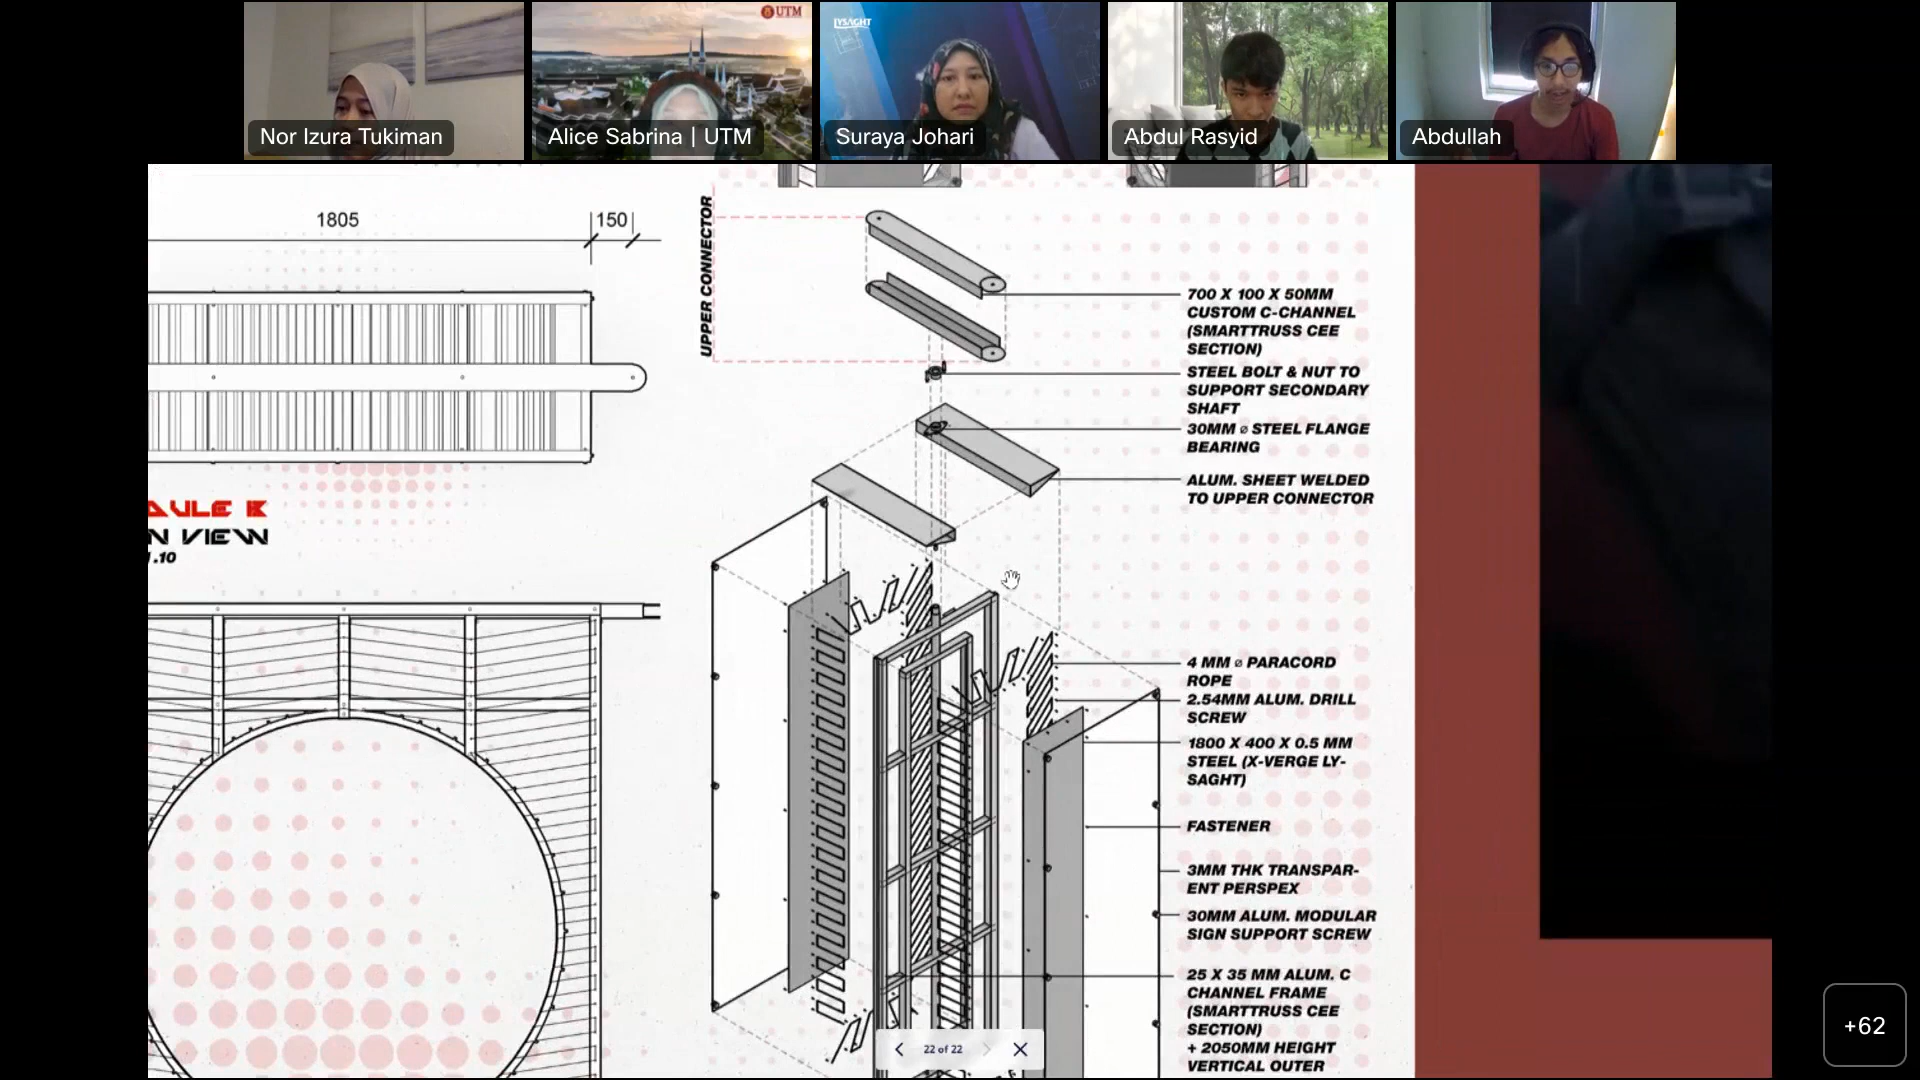 UTM
LYSAGHT
Nor Izura Tukiman
Alice Sabrina | UTM
Suraya Johari
Abdul Rasyid
Abdullah
1805
150
UPPER CONNECTOR
700 X 100 X 50MM
CUSTOM C-CHANNEL
(SMARTTRUSS CEE
SECTION)
STEEL BOLT & NUT TO
SUPPORT SECONDARY
SHAFT
30MM ⌀ STEEL FLANGE
BEARING
ALUM. SHEET WELDED
TO UPPER CONNECTOR
VIEW
4 MM ⌀ PARACORD
ROPE
2.54MM ALUM. DRILL
SCREW
1800 X 400 X 0.5 MM
STEEL (X-VERGE LY-
SAGHT)
FASTENER
3MM THK TRANSPAR-
ENT PERSPEX
30MM ALUM. MODULAR
SIGN SUPPORT SCREW
25 X 35 MM ALUM. C
CHANNEL FRAME
(SMARTTRUSS CEE
SECTION)
+ 2050MM HEIGHT
VERTICAL OUTER
22 of 22
+62